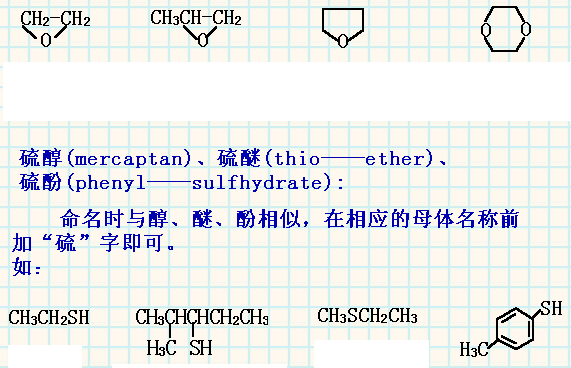 CH2-CH2 CH3CH-CH2
O O O O O
硫醇(mercaptan)、硫醚(thio——ether)、
硫酚(phenyl——sulfhydrate):
命名时与醇、醚、酚相似，在相应的母体名称前
加“硫”字即可。
如:
CH3CH2SH CH3CHCHCH2CH3 CH3SCH2CH3 SH
H3C SH H3C